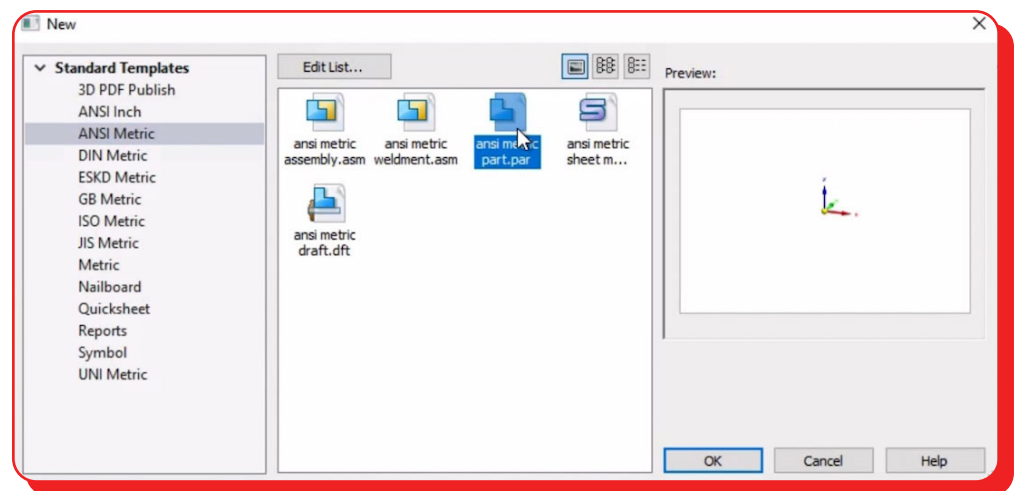 New
Standard Templates
3D PDF Publish
ANSI Inch
ANSI Metric
DIN Metric
ESKD Metric
GB Metric
ISO Metric
JIS Metric
Metric
Nailboard
Quicksheet
Reports
Symbol
UNI Metric
Edit List...
ansi metric
assembly.asm
ansi metric
weldment.asm
ansi metric
part.par
ansi metric
sheet m...
ansi metric
draft.dft
Preview:
OK
Cancel
Help